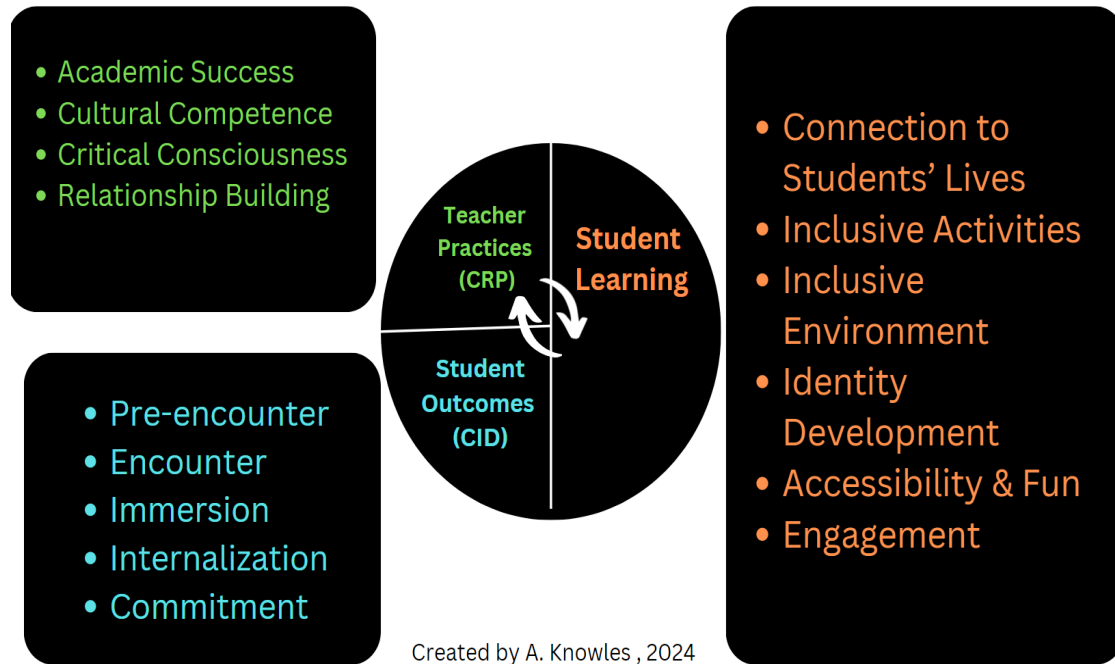 • Academic Success
• Cultural Competence
• Critical Consciousness
• Relationship Building
Teacher
Practices
(CRP)
Student
Learning
Student
Outcomes
(CID)
• Pre-encounter
• Encounter
• Immersion
• Internalization
• Commitment
• Connection to
Students’ Lives
• Inclusive Activities
• Inclusive
Environment
• Identity
Development
• Accessibility & Fun
• Engagement
Created by A. Knowles , 2024